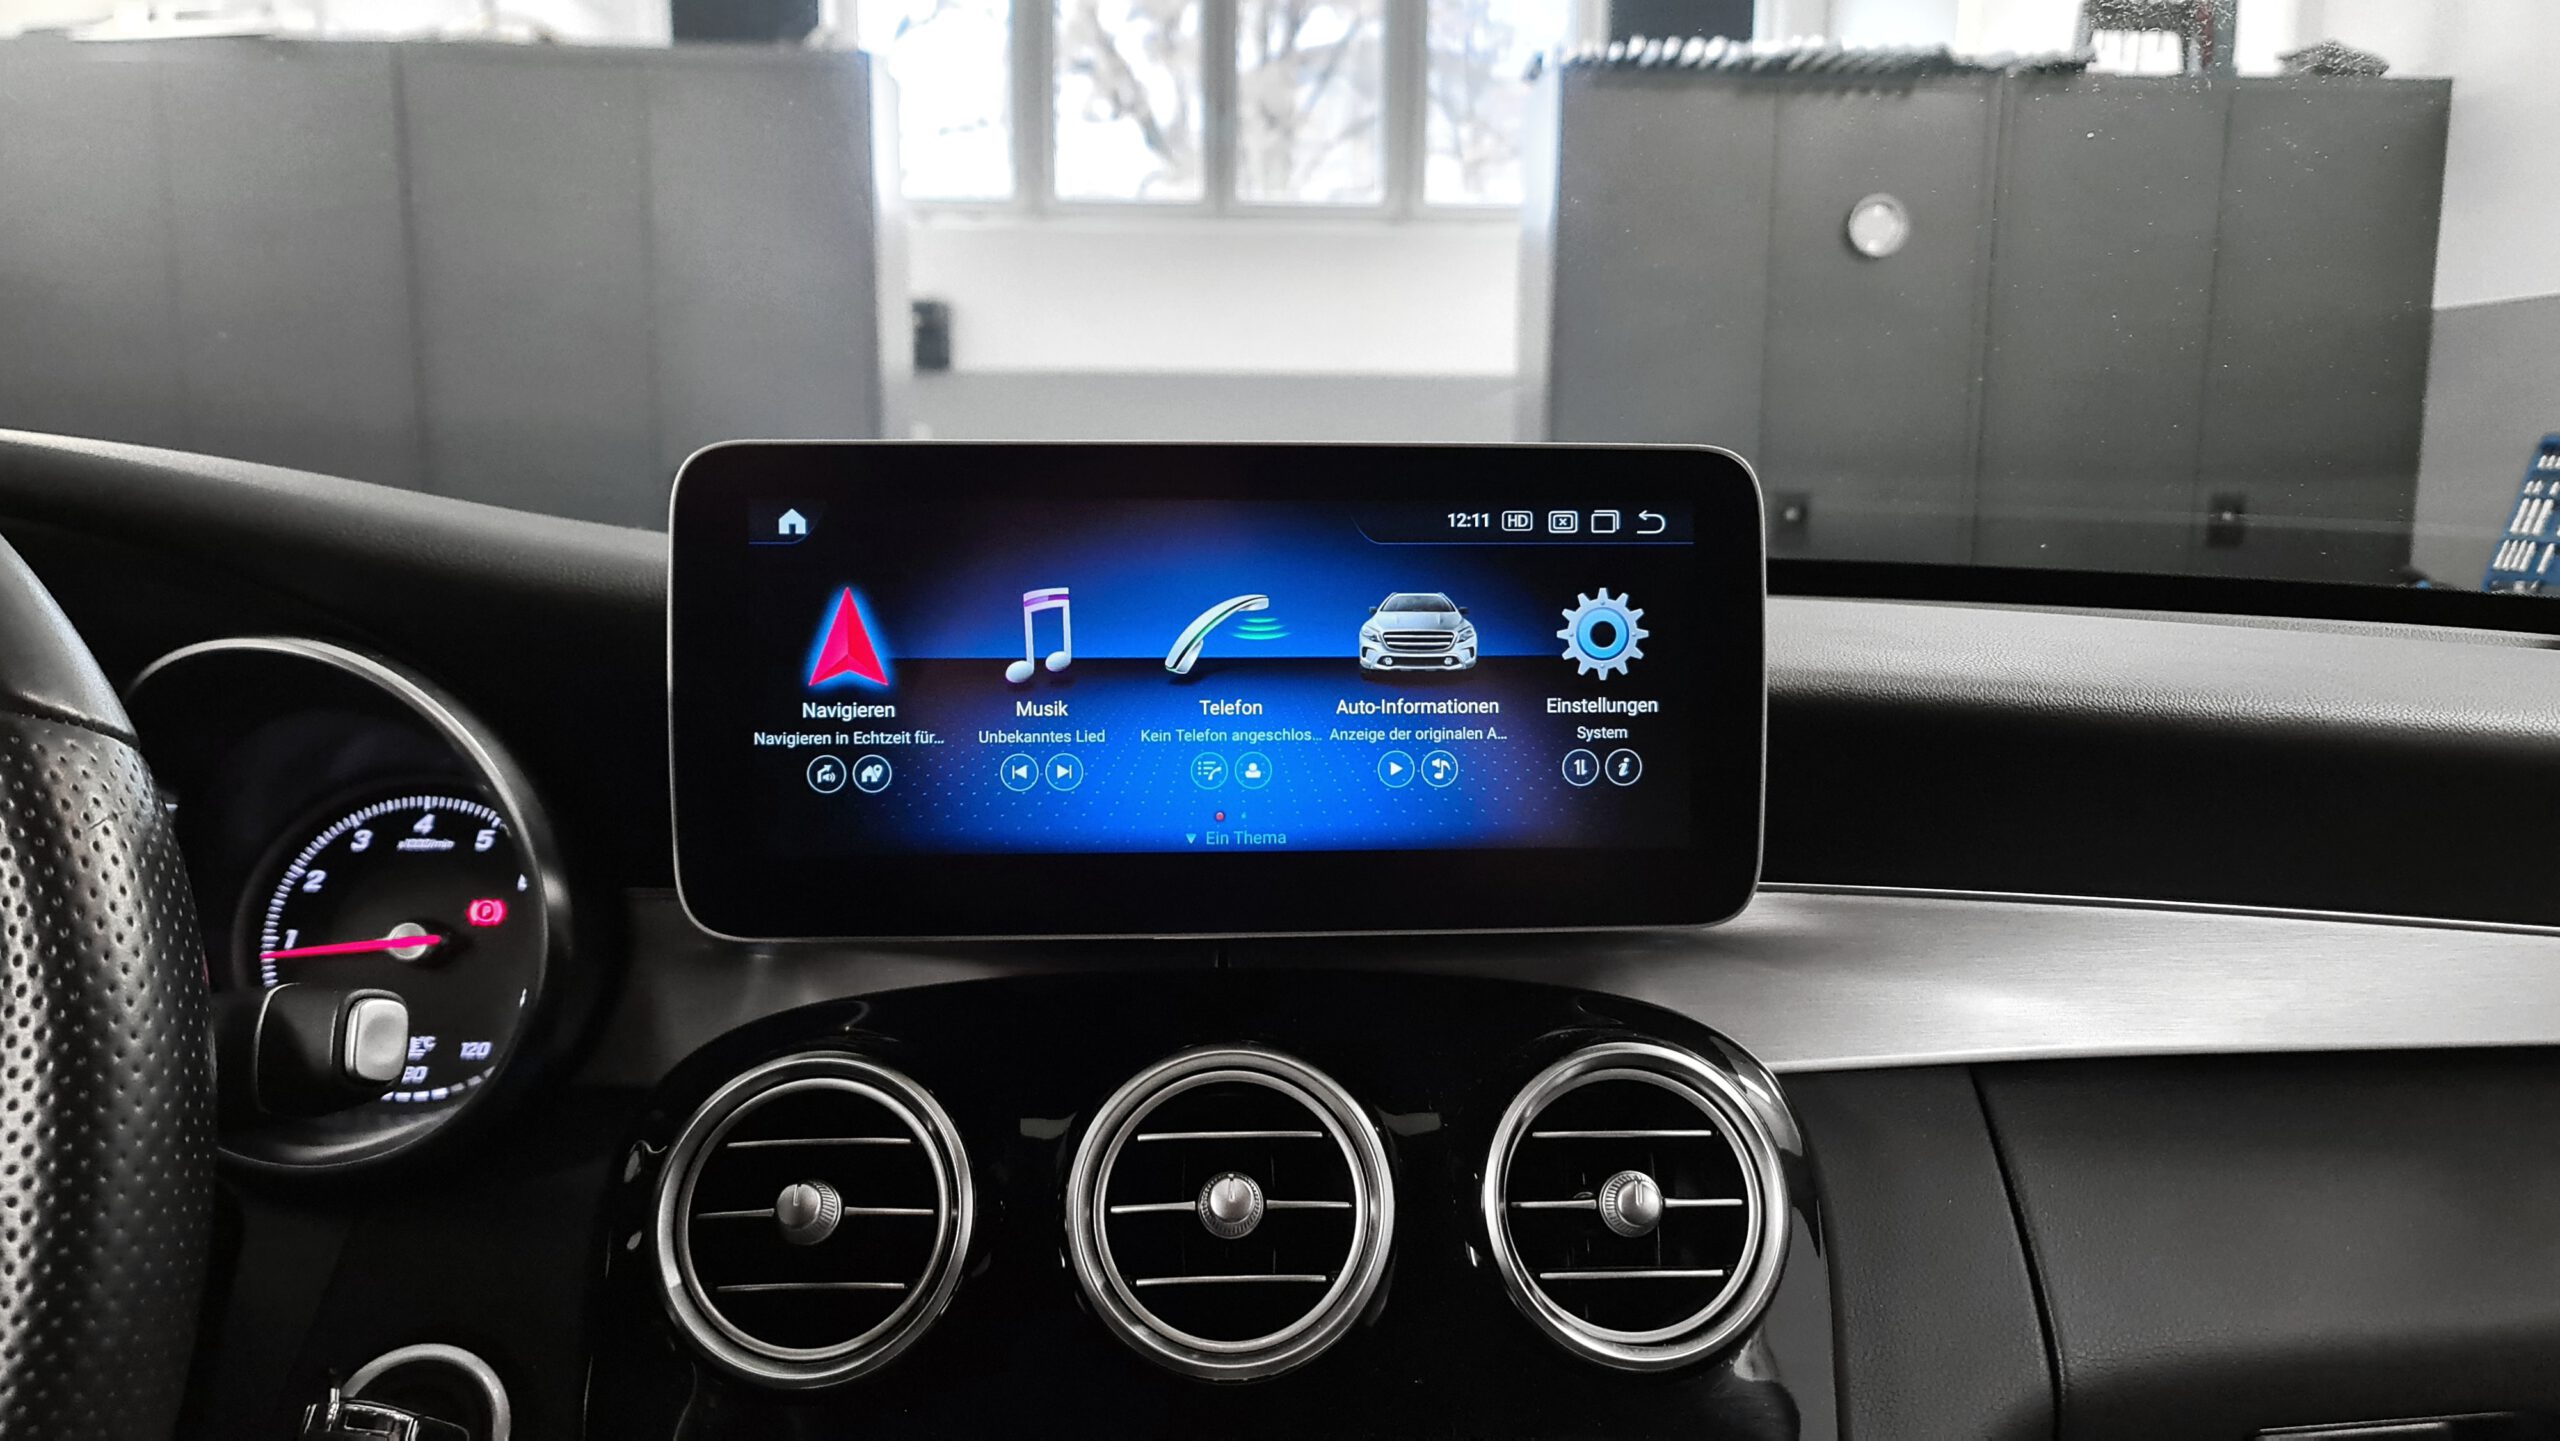 12:11 HD
Navigieren
Navigieren in Echtzeit für...
Musik
Unbekanntes Lied
Telefon
Kein Telefon angeschlos...
Auto-Informationen
Anzeige der originalen A...
Einstellungen
System
Ein Thema
1
2
3
4
5
P
°C
120